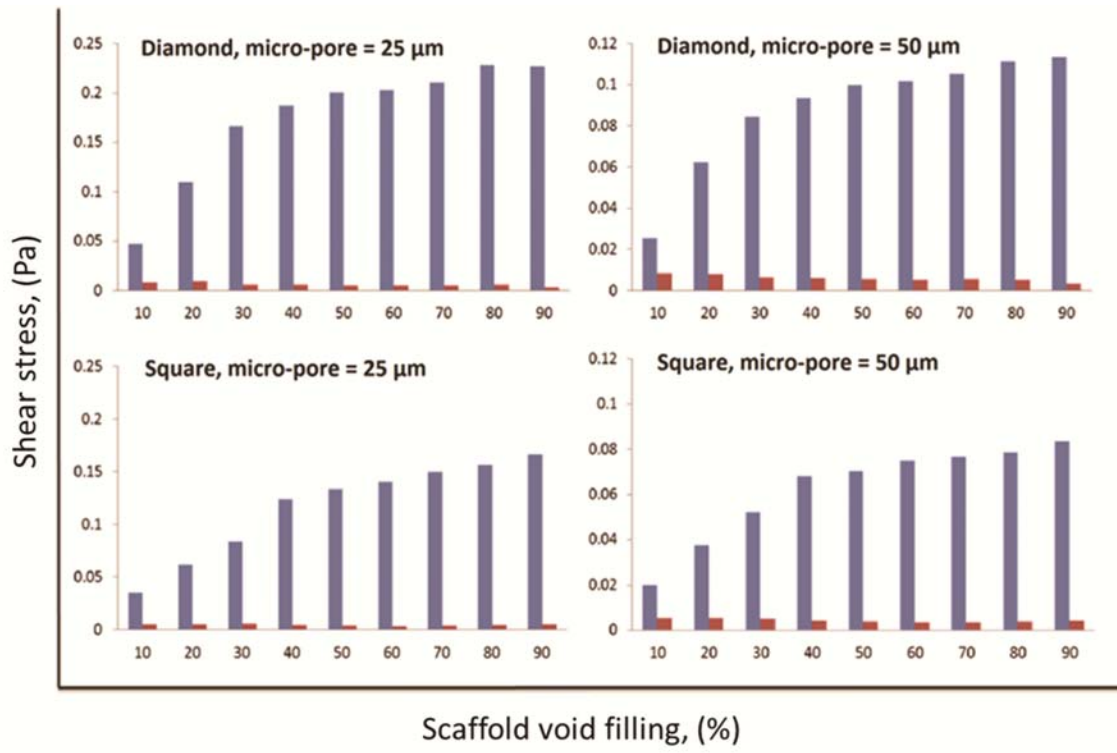 Shear stress, (Pa)
Diamond, micro-pore = 25 µm
0.25
0.2
0.15
0.1
0.05
0
10 20 30 40 50 60 70 80 90
Diamond, micro-pore = 50 µm
0.12
0.1
0.08
0.06
0.04
0.02
0
10 20 30 40 50 60 70 80 90
Square, micro-pore = 25 µm
0.25
0.2
0.15
0.1
0.05
0
10 20 30 40 50 60 70 80 90
Square, micro-pore = 50 µm
0.12
0.1
0.08
0.06
0.04
0.02
0
10 20 30 40 50 60 70 80 90
Scaffold void filling, (%)